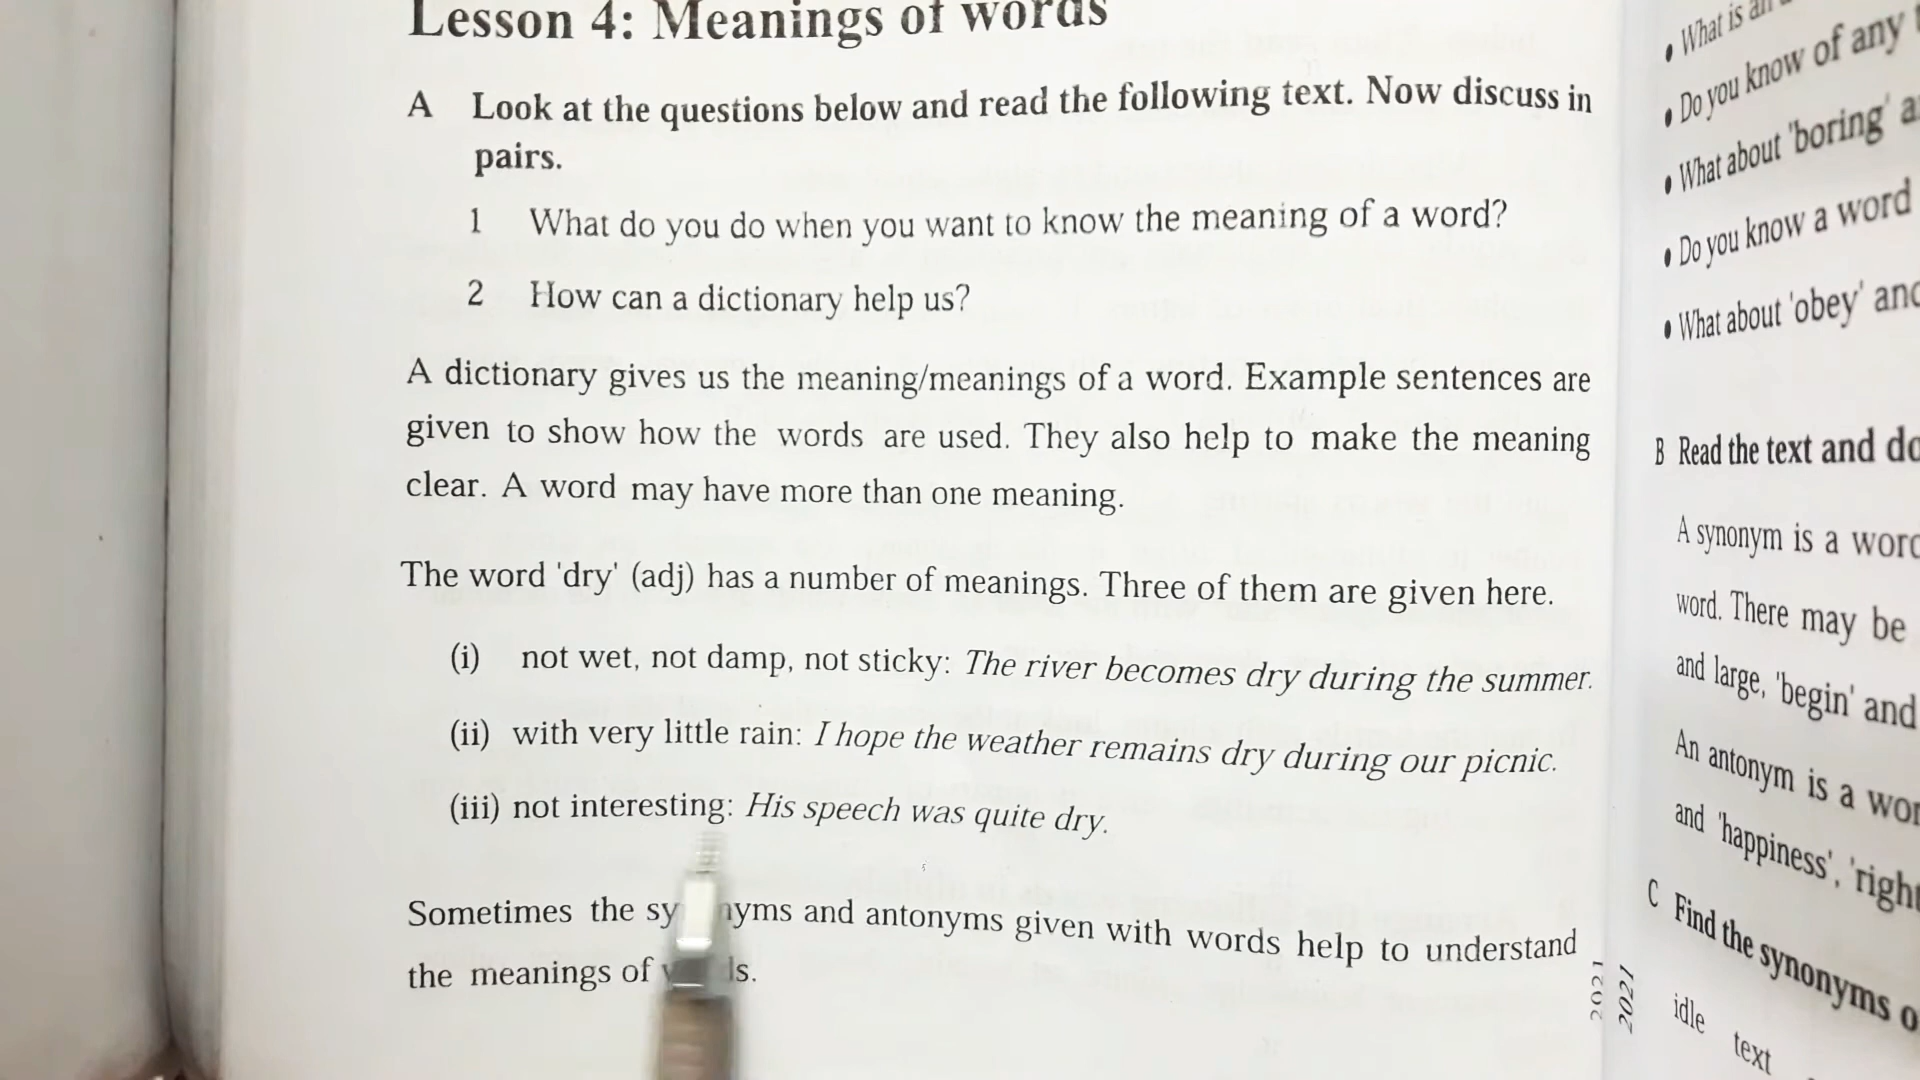 Lesson 4: Meanings of words
A Look at the questions below and read the following text. Now discuss in
pairs.
1 What do you do when you want to know the meaning of a word?
2 How can a dictionary help us?
A dictionary gives us the meaning/meanings of a word. Example sentences are
given to show how the words are used. They also help to make the meaning
clear. A word may have more than one meaning.
The word 'dry' (adj) has a number of meanings. Three of them are given here.
(i) not wet, not damp, not sticky: The river becomes dry during the summer.
(ii) with very little rain: I hope the weather remains dry during our picnic.
(iii) not interesting: His speech was quite dry.
Sometimes the and antonyms given with words help to understand
the meanings of
2021
2021
• What is
• Do you know of any
• What about 'boring'
• Do you know a word
• What about 'obey' and
B Read the text and do
A synonym is a word
word. There may be
and large, 'begin' and
An antonym is a
and 'happiness', 'right
C Find the synonyms
idle text